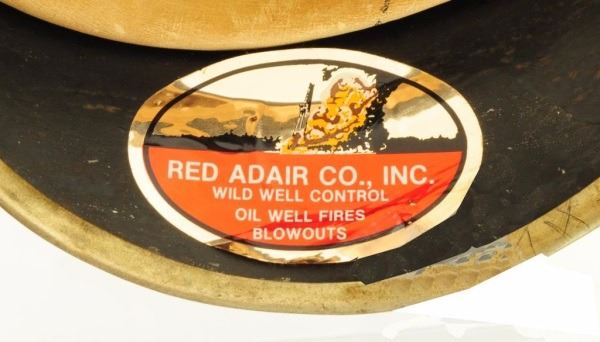 RED ADAIR CO., INC.
WILD WELL CONTROL
OIL WELL FIRES
BLOWOUTS